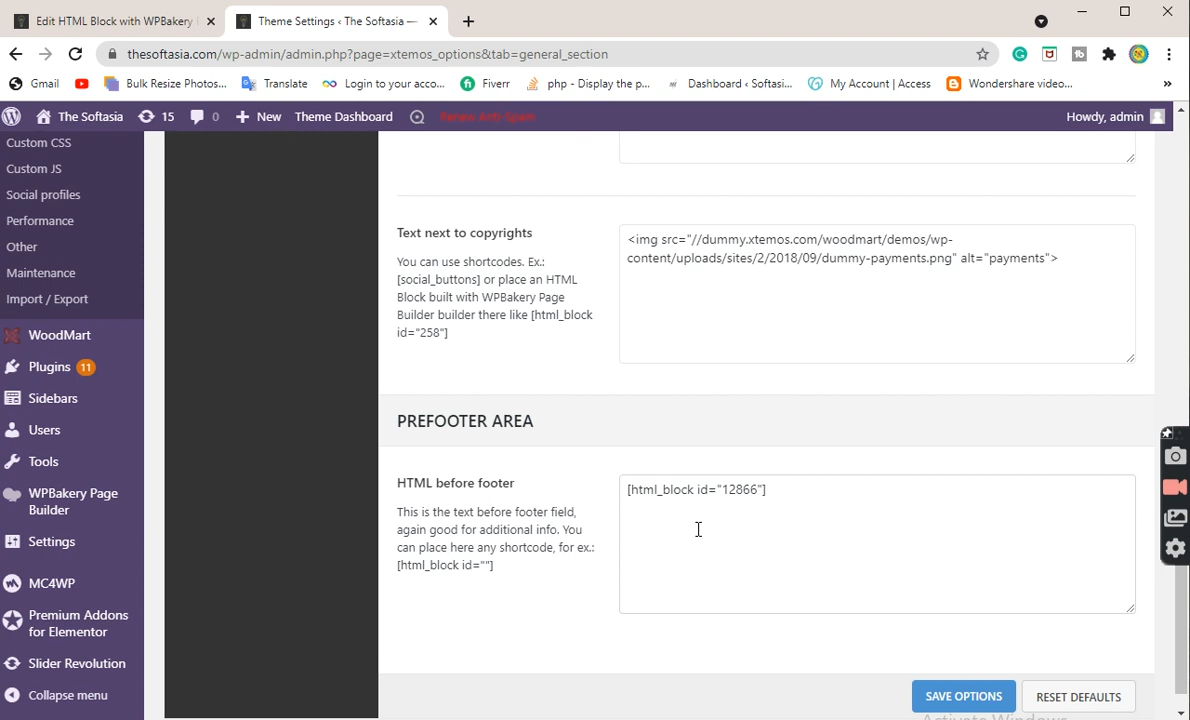 Edit HTML Block with WPBakery
Theme Settings ‹ The Softasia —
thesoftasia.com/wp-admin/admin.php?page=xtemos_options&tab=general_section
Gmail
Bulk Resize Photos...
Translate
Login to your acco...
Fiverr
php - Display the p...
Dashboard ‹ Softasi...
My Account | Access
Wondershare video...
»
The Softasia
15
0
New
Theme Dashboard
Renew Anti-Spam
Howdy, admin
Custom CSS
Custom JS
Social profiles
Performance
Other
Maintenance
Import / Export
WoodMart
Plugins 11
Sidebars
Users
Tools
WPBakery Page
Builder
Settings
MC4WP
Premium Addons
for Elementor
Slider Revolution
Collapse menu
Text next to copyrights
You can use shortcodes. Ex.:
[social_buttons] or place an HTML
Block built with WPBakery Page
Builder builder there like [html_block
id="258"]
<img src="//dummy.xtemos.com/woodmart/demos/wp-
content/uploads/sites/2/2018/09/dummy-payments.png" alt="payments">
PREFOOTER AREA
HTML before footer
This is the text before footer field,
again good for additional info. You
can place here any shortcode, for ex.:
[html_block id=""]
[html_block id="12866"]
SAVE OPTIONS
RESET DEFAULTS
Activate Windows